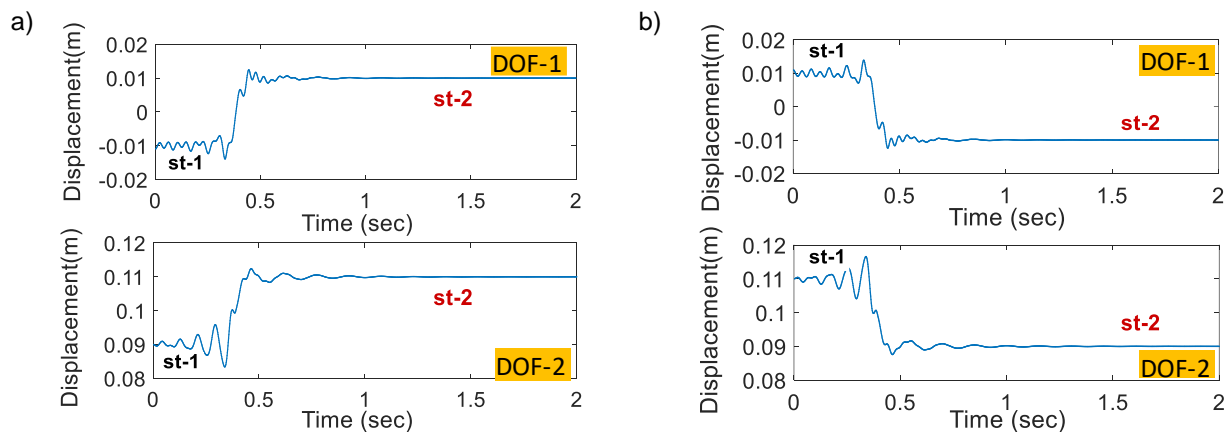 a)
Displacement(m)
0.02
0.01
0
-0.01
-0.02
DOF-1
st-2
st-1
0
0.5
1
1.5
2
Time (sec)
Displacement(m)
0.12
0.11
0.10
0.09
0.08
st-2
st-1
DOF-2
0
0.5
1
1.5
2
Time (sec)
b)
Displacement(m)
0.02
0.01
0
-0.01
-0.02
st-1
DOF-1
st-2
0
0.5
1
1.5
2
Time (sec)
Displacement(m)
0.12
0.11
0.10
0.09
0.08
st-1
st-2
DOF-2
0
0.5
1
1.5
2
Time (sec)